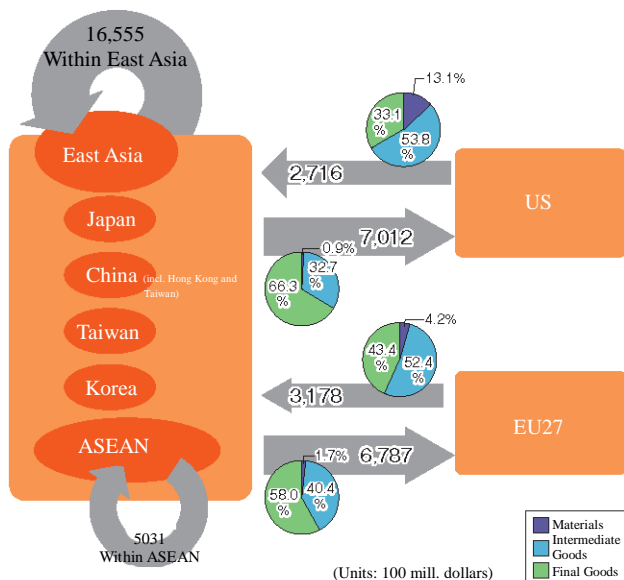 16,555
Within East Asia
East Asia
Japan
China (incl. Hong Kong and
Taiwan)
Taiwan
Korea
ASEAN
5031
Within ASEAN
13.1%
33.1
%
53.8
%
2,716
US
7,012
0.9%
32.7
%
66.3
%
4.2%
43.4
%
52.4
%
3,178
EU27
6,787
1.7%
58.0
%
40.4
%
Materials
Intermediate
Goods
Final Goods
(Units: 100 mill. dollars)